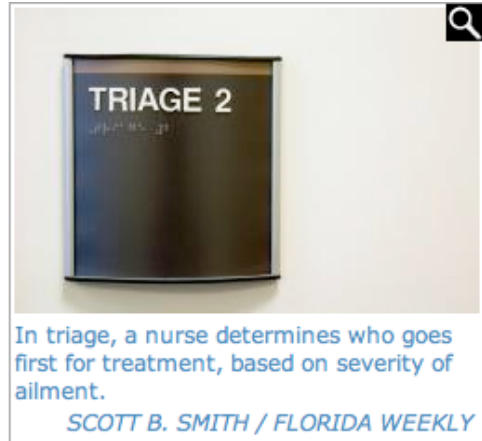 TRIAGE 2
In triage, a nurse determines who goes
first for treatment, based on severity of
ailment.
SCOTT B. SMITH / FLORIDA WEEKLY